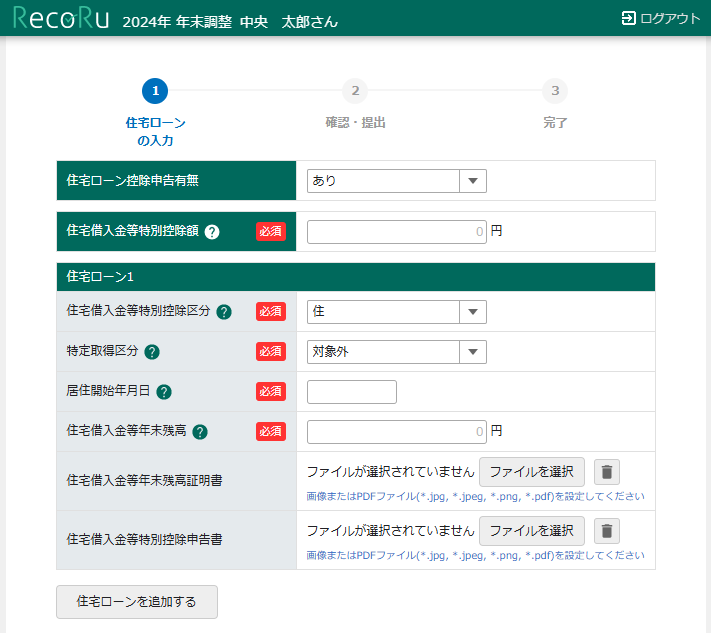 RecoRu 2024年 年末調整 中央　太郎さん ログアウト
1 2 3
住宅ローン
の入力
確認・提出
完了
住宅ローン控除申告有無 あり
住宅借入金等特別控除額 ? 必須 0 円
住宅ローン1
住宅借入金等特別控除区分 ? 必須 住
特定取得区分 ? 必須 対象外
居住開始年月日 ? 必須
住宅借入金等年末残高 ? 必須 0 円
住宅借入金等年末残高証明書 ファイルが選択されていません ファイルを選択
画像またはPDFファイル(*.jpg, *.jpeg, *.png, *.pdf)を設定してください
住宅借入金等特別控除申告書 ファイルが選択されていません ファイルを選択
画像またはPDFファイル(*.jpg, *.jpeg, *.png, *.pdf)を設定してください
住宅ローンを追加する